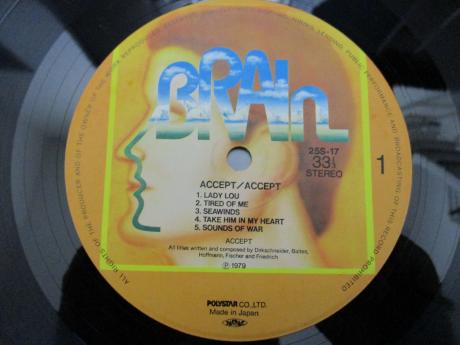 BRAIN
25S-17
33⅓
STEREO
1
ACCEPT/ACCEPT
1. LADY LOU
2. TIRED OF ME
3. SEAWINDS
4. TAKE HIM IN MY HEART
5. SOUNDS OF WAR
ACCEPT
All titles written and composed by Dirkschneider, Baltes,
Hoffmann, Fischer and Friedrich
Ⓟ 1979
POLYSTAR CO., LTD.
Made in Japan
ALL RIGHTS OF THE PRODUCER AND OF THE OWNER OF THE WORK REPRODUCED LENDING, PUBLIC PERFORMANCE AND BROADCASTING OF THIS RECORD PROHIBITED